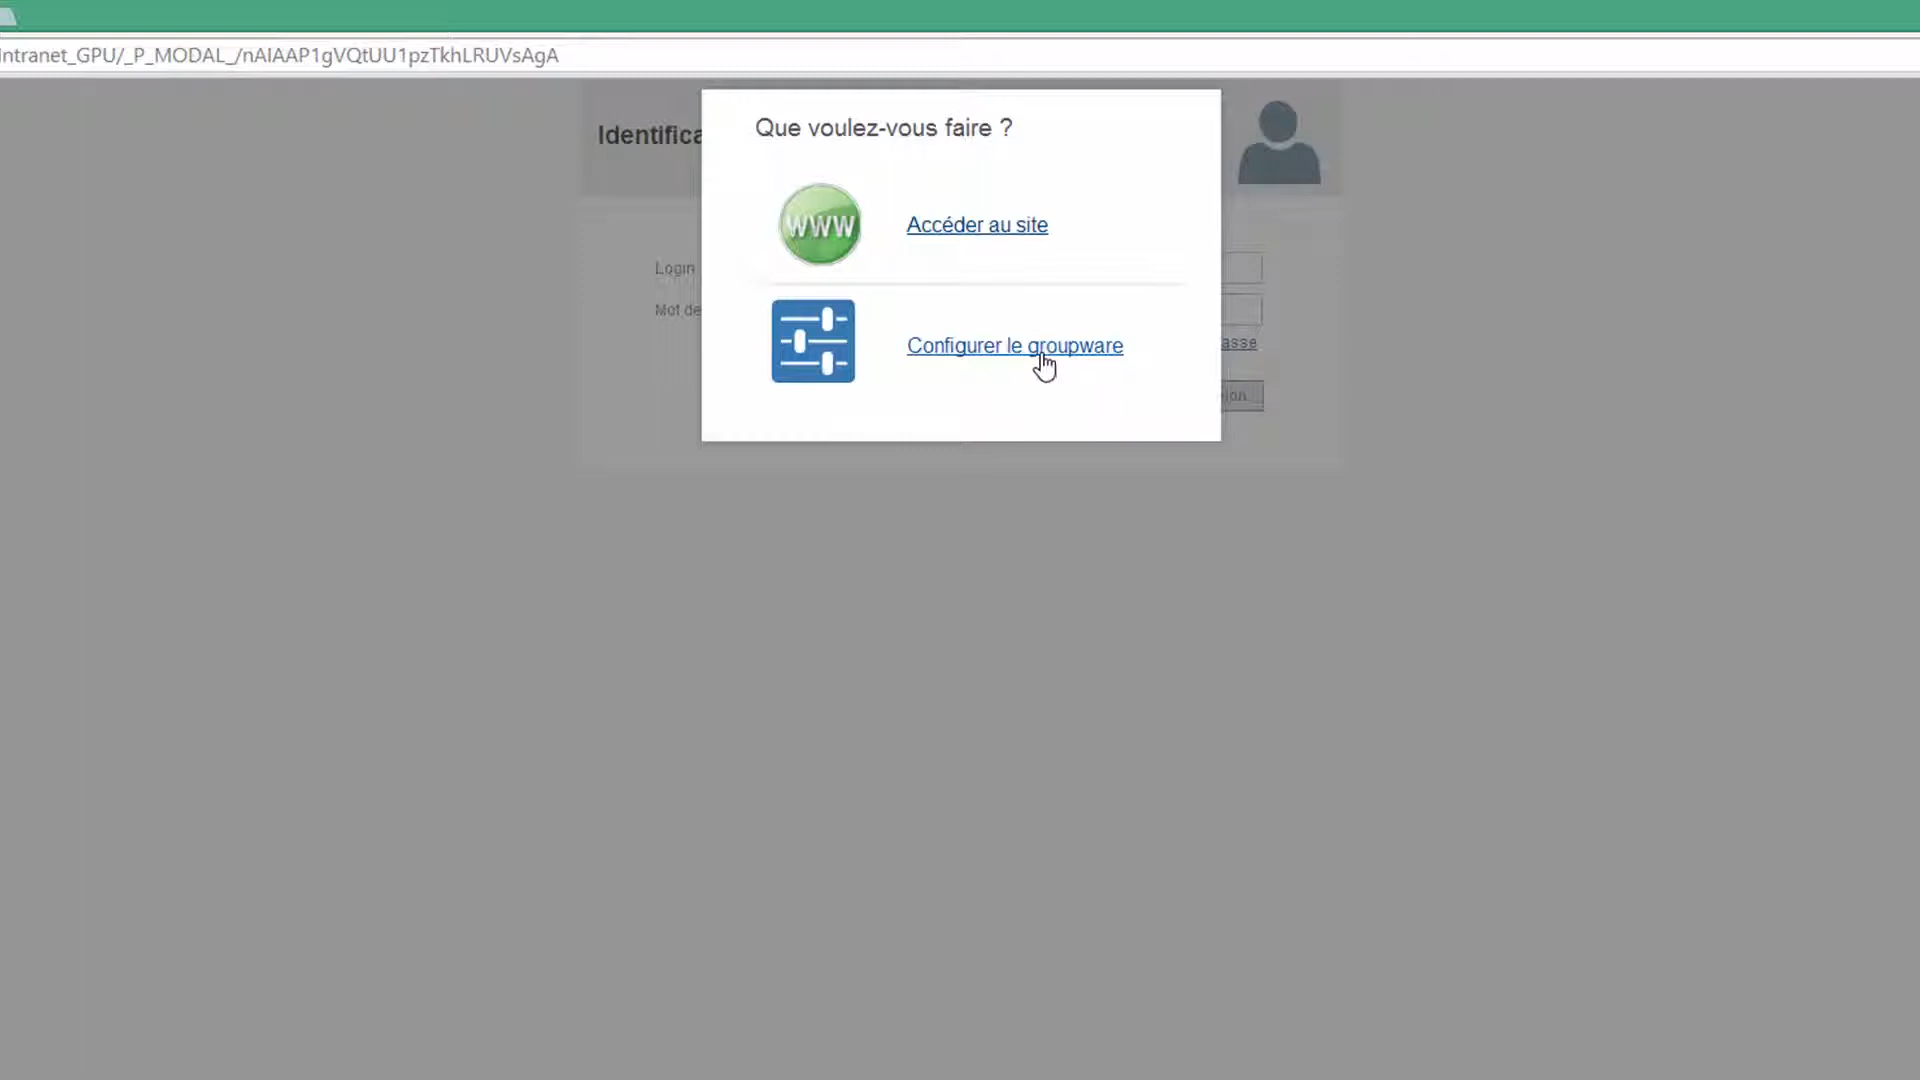 Intranet_GPU/_P_MODAL_/nAIAAP1gVQtUU1pzTkhLRUVsAgA
Identifica
Que voulez-vous faire ?
www
Accéder au site
Login
Mot de
Configurer le groupware
asse
ion